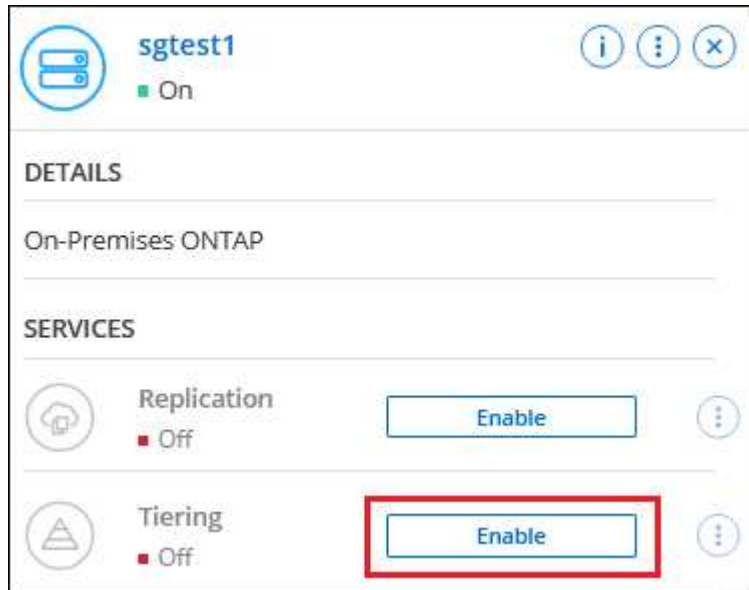 sgtest1
On
DETAILS
On-Premises ONTAP
SERVICES
Replication
Off
Enable
Tiering
Off
Enable